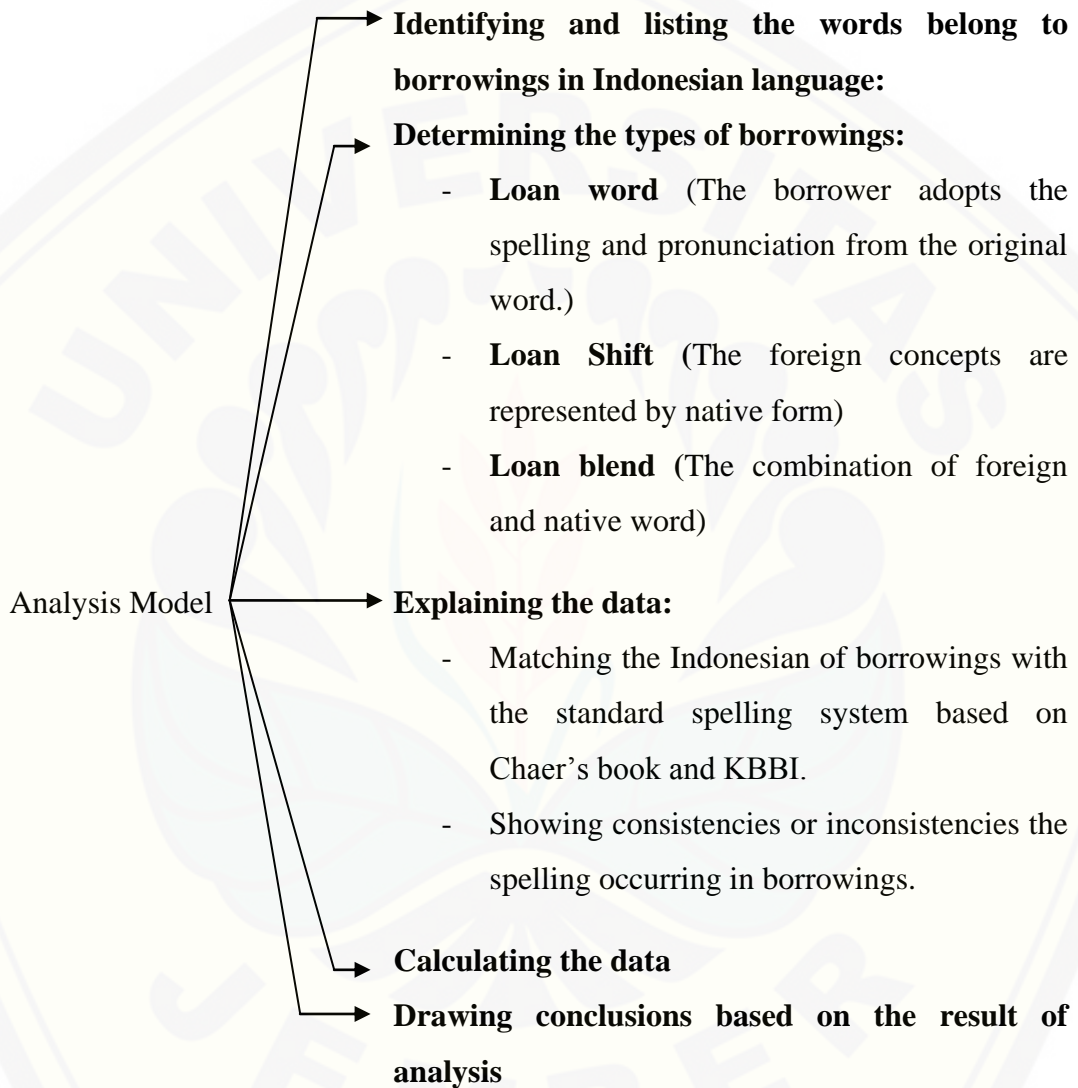 Identifying and listing the words belong to
borrowings in Indonesian language:
Determining the types of borrowings:
- Loan word (The borrower adopts the
spelling and pronunciation from the original
word.)
- Loan Shift (The foreign concepts are
represented by native form)
- Loan blend (The combination of foreign
and native word)
Analysis Model
Explaining the data:
- Matching the Indonesian of borrowings with
the standard spelling system based on
Chaer’s book and KBBI.
- Showing consistencies or inconsistencies the
spelling occurring in borrowings.
Calculating the data
Drawing conclusions based on the result of
analysis
UNIVERSITAS
JEMBER